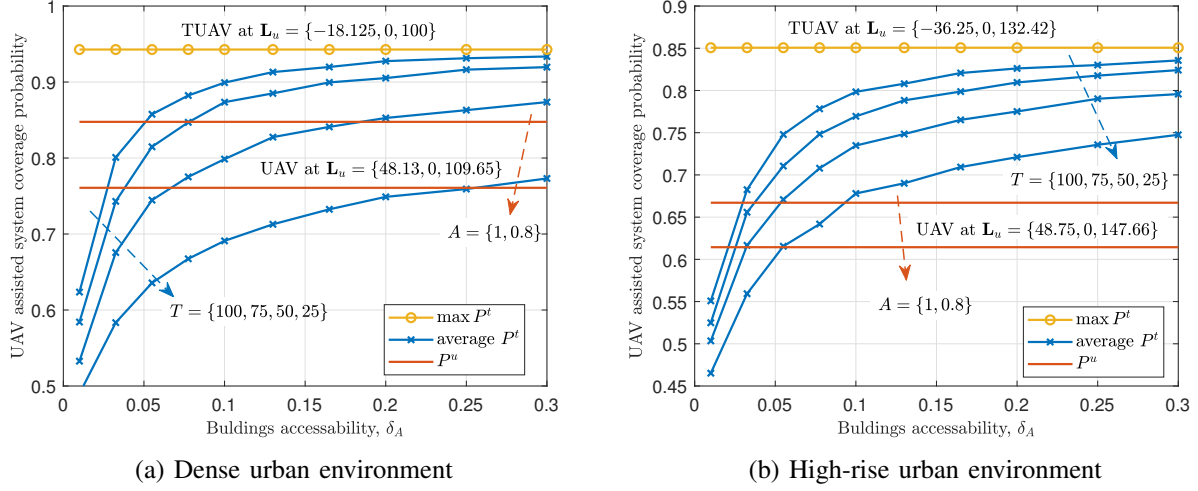 UAV assisted system coverage probability
1
0.9
0.8
0.7
0.6
0.5
TUAV at L_u = {−18.125, 0, 100}
UAV at L_u = {48.13, 0, 109.65}
A = {1, 0.8}
T = {100, 75, 50, 25}
max P^t
average P^t
P^u
0 0.05 0.1 0.15 0.2 0.25 0.3
Buldings accessability, δ_A
(a) Dense urban environment
UAV assisted system coverage probability
0.9
0.85
0.8
0.75
0.7
0.65
0.6
0.55
0.5
0.45
TUAV at L_u = {−36.25, 0, 132.42}
T = {100, 75, 50, 25}
UAV at L_u = {48.75, 0, 147.66}
A = {1, 0.8}
max P^t
average P^t
P^u
0 0.05 0.1 0.15 0.2 0.25 0.3
Buldings accessability, δ_A
(b) High-rise urban environment